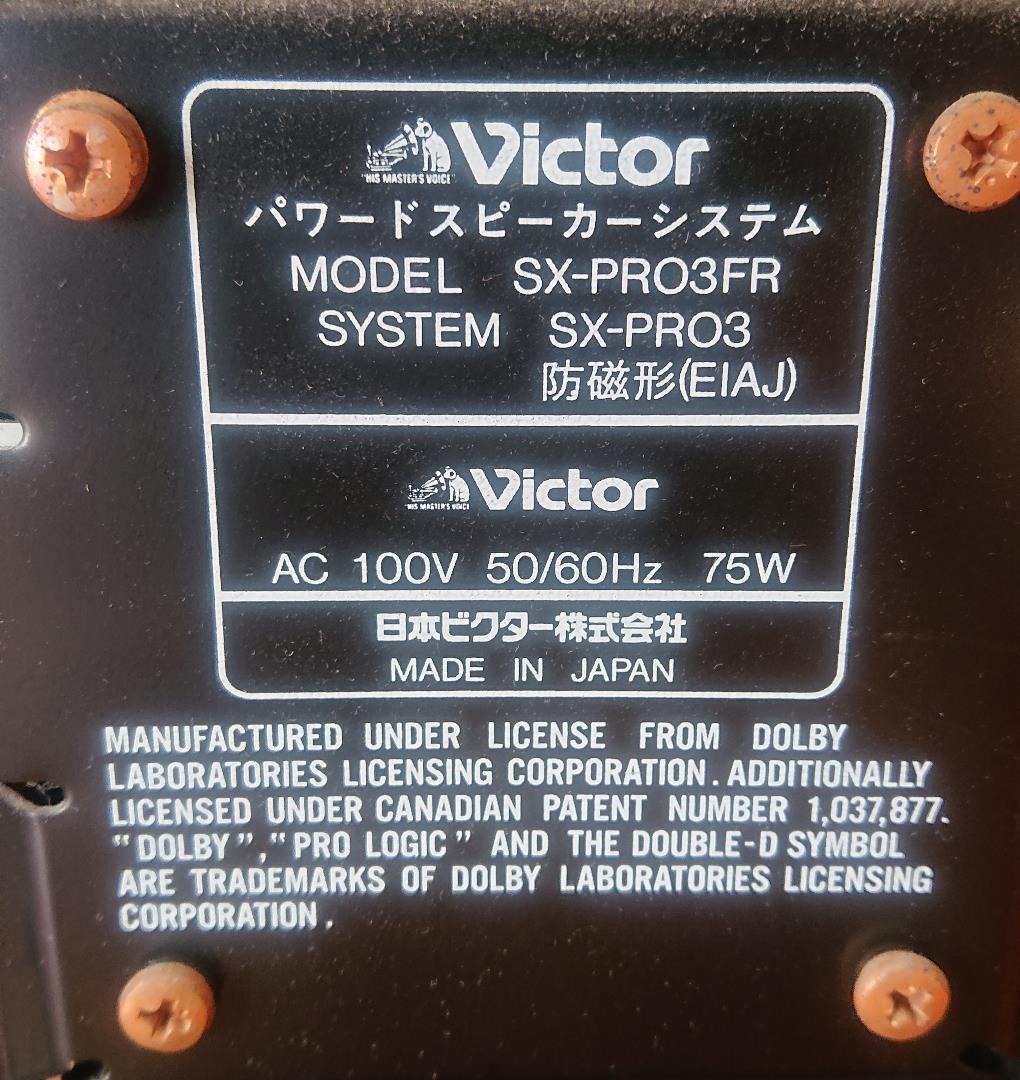 "HIS MASTER'S VOICE" Victor
パワードスピーカーシステム
MODEL SX-PRO3FR
SYSTEM SX-PRO3
防磁形(EIAJ)
"HIS MASTER'S VOICE" Victor
AC 100V 50/60Hz 75W
日本ビクター株式会社
MADE IN JAPAN
MANUFACTURED UNDER LICENSE FROM DOLBY
LABORATORIES LICENSING CORPORATION. ADDITIONALLY
LICENSED UNDER CANADIAN PATENT NUMBER 1,037,877.
"DOLBY", "PRO LOGIC" AND THE DOUBLE-D SYMBOL
ARE TRADEMARKS OF DOLBY LABORATORIES LICENSING
CORPORATION.